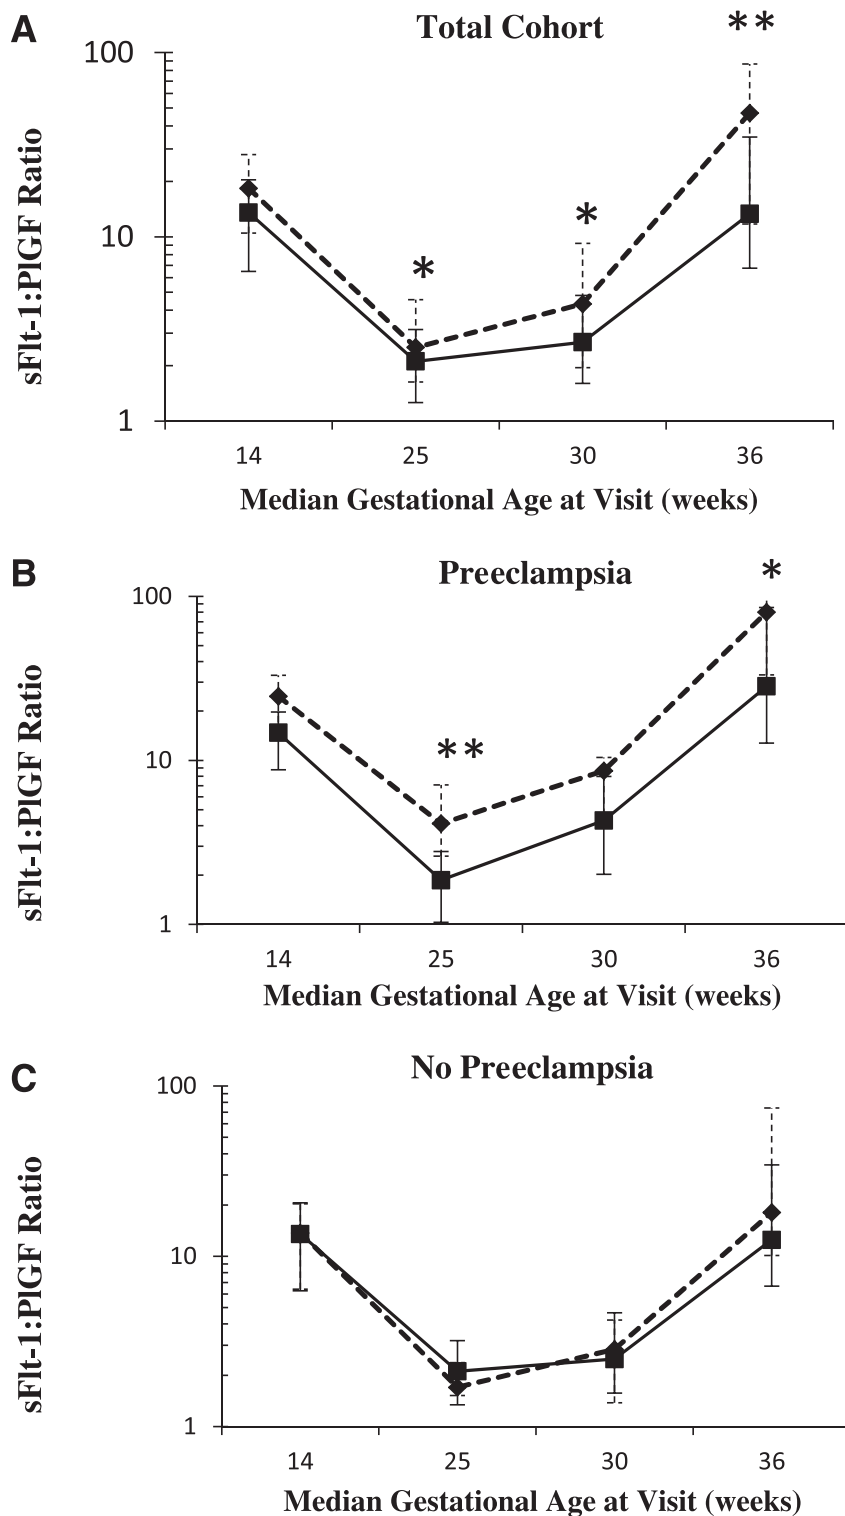 A
Total Cohort
**
100
*
*
10
1
sFlt-1:PlGF Ratio
14 25 30 36
Median Gestational Age at Visit (weeks)
B
Preeclampsia
*
100
**
10
1
sFlt-1:PlGF Ratio
14 25 30 36
Median Gestational Age at Visit (weeks)
C
No Preeclampsia
100
10
1
sFlt-1:PlGF Ratio
14 25 30 36
Median Gestational Age at Visit (weeks)